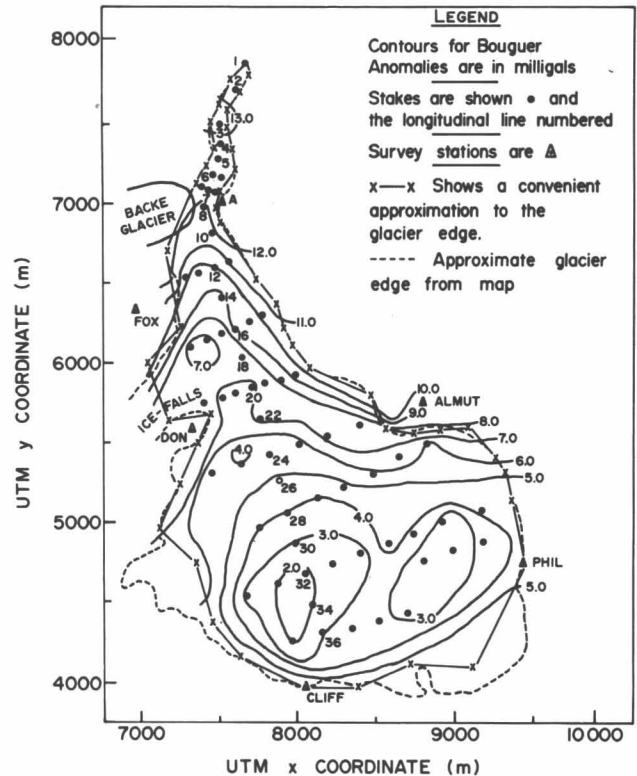 LEGEND
Contours for Bouguer
Anomalies are in milligals
Stakes are shown • and
the longitudinal line numbered
Survey stations are
x—x Shows a convenient
approximation to the
glacier edge.
---- Approximate glacier
edge from map
8000
7000
6000
5000
4000
UTM y COORDINATE (m)
1
2
13.0
3
4
5
6
A
8
BACKE
GLACIER
10
12.0
12
14
11.0
FOX
16
7.0
18
10.0
ALMUT
9.0
ICE-FALLS
20
8.0
22
7.0
DON
6.0
4.0
24
5.0
26
4.0
28
3.0
30
2.0
32
PHIL
34
3.0
5.0
36
CLIFF
7000
8000
9000
10 000
UTM x COORDINATE (m)